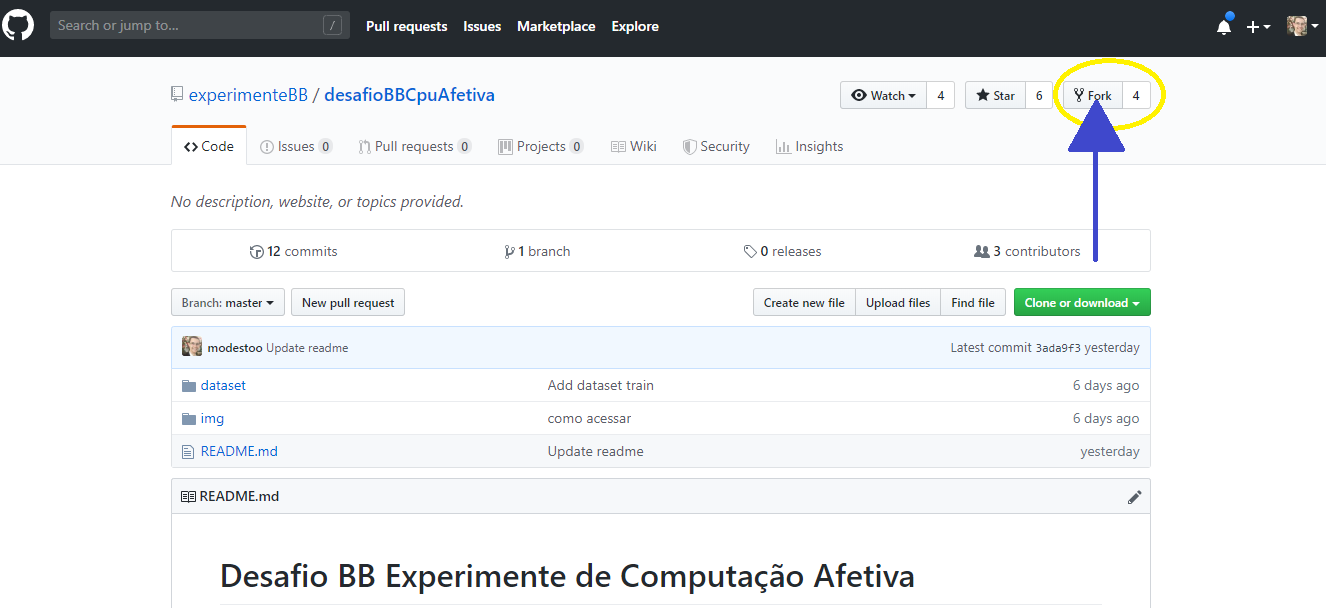 Search or jump to... / Pull requests Issues Marketplace Explore
experimenteBB / desafioBBCpuAfetiva Watch 4 Star 6 Fork 4
Code Issues 0 Pull requests 0 Projects 0 Wiki Security Insights
No description, website, or topics provided.
12 commits 1 branch 0 releases 3 contributors
Branch: master New pull request Create new file Upload files Find file Clone or download
modestoo Update readme Latest commit 3ada9f3 yesterday
dataset Add dataset train 6 days ago
img como acessar 6 days ago
README.md Update readme yesterday
README.md
Desafio BB Experimente de Computação Afetiva